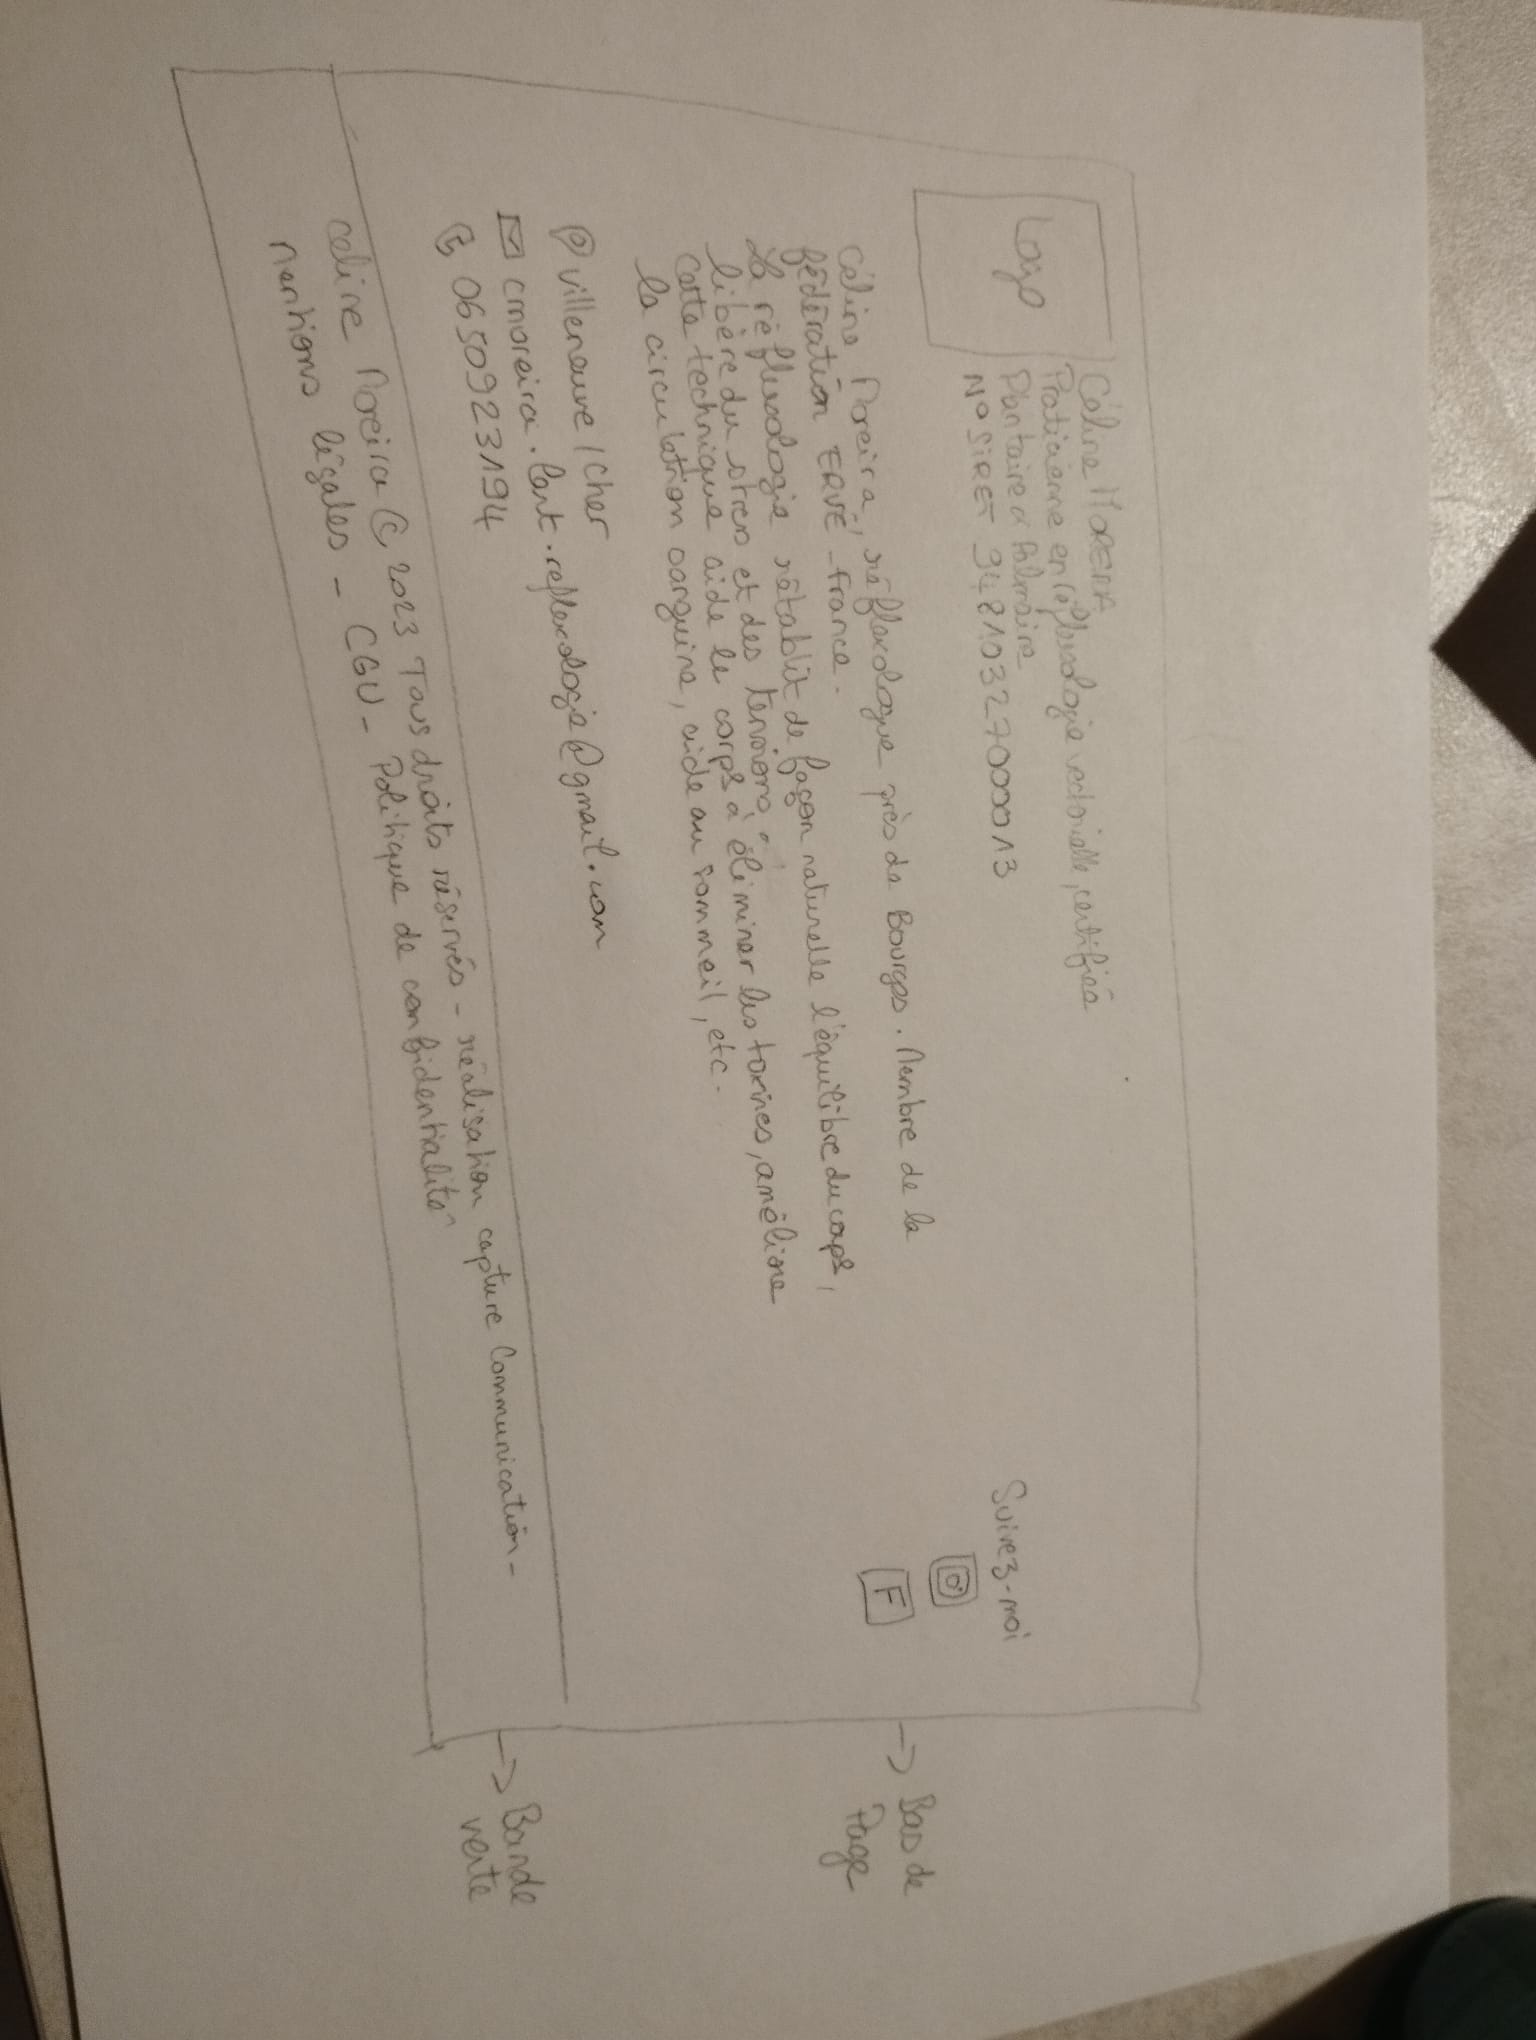 Logo
Céline MOREIRA
Praticienne en réflexologie vectorielle, certifiée
Plantaire & Palmaire
N° SIRET 94810327000013
Suivez-moi
F
Céline Moreira, réflexologue près de Bourges. Membre de la
fédération ERVE - France.
La réflexologie rétablit de façon naturelle l'équilibre du corps,
libère du stress et des tensions.
Cette technique aide le corps à éliminer les toxines, améliore
la circulation sanguine, aide au sommeil, etc.
Villeneuve / Cher
cmoreira.lart.reflexologie@gmail.com
0650923194
Céline Moreira © 2023 Tous droits réservés - réalisation capture Communication -
Mentions légales - CGU - Politique de confidentialité
-> Bas de
Page
-> Bande
verte